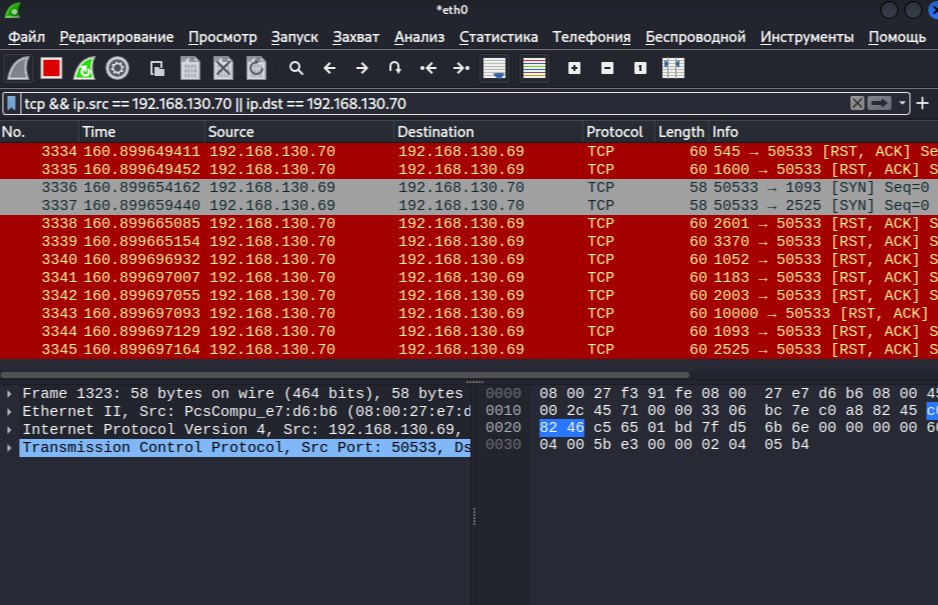 *eth0
Файл Редактирование Просмотр Запуск Захват Анализ Статистика Телефония Беспроводной Инструменты Помощь
tcp && ip.src == 192.168.130.70 || ip.dst == 192.168.130.70
No. Time Source Destination Protocol Length Info
3334 160.899649411 192.168.130.70 192.168.130.69 TCP 60 545 → 50533 [RST, ACK] Se
3335 160.899649452 192.168.130.70 192.168.130.69 TCP 60 1600 → 50533 [RST, ACK] S
3336 160.899654162 192.168.130.69 192.168.130.70 TCP 58 50533 → 1093 [SYN] Seq=0
3337 160.899659440 192.168.130.69 192.168.130.70 TCP 58 50533 → 2525 [SYN] Seq=0
3338 160.899665085 192.168.130.70 192.168.130.69 TCP 60 2601 → 50533 [RST, ACK] S
3339 160.899665154 192.168.130.70 192.168.130.69 TCP 60 3370 → 50533 [RST, ACK] S
3340 160.899696932 192.168.130.70 192.168.130.69 TCP 60 1052 → 50533 [RST, ACK] S
3341 160.899697007 192.168.130.70 192.168.130.69 TCP 60 1183 → 50533 [RST, ACK] S
3342 160.899697055 192.168.130.70 192.168.130.69 TCP 60 2003 → 50533 [RST, ACK] S
3343 160.899697093 192.168.130.70 192.168.130.69 TCP 60 10000 → 50533 [RST, ACK]
3344 160.899697129 192.168.130.70 192.168.130.69 TCP 60 1093 → 50533 [RST, ACK] S
3345 160.899697164 192.168.130.70 192.168.130.69 TCP 60 2525 → 50533 [RST, ACK] S
Frame 1323: 58 bytes on wire (464 bits), 58 bytes
Ethernet II, Src: PcsCompu_e7:d6:b6 (08:00:27:e7:d
Internet Protocol Version 4, Src: 192.168.130.69,
Transmission Control Protocol, Src Port: 50533, Ds
0000 08 00 27 f3 91 fe 08 00 27 e7 d6 b6 08 00 45
0010 00 2c 45 71 00 00 33 06 bc 7e c0 a8 82 45 c0
0020 82 46 c5 65 01 bd 7f d5 6b 6e 00 00 00 00 60
0030 04 00 5b e3 00 00 02 04 05 b4